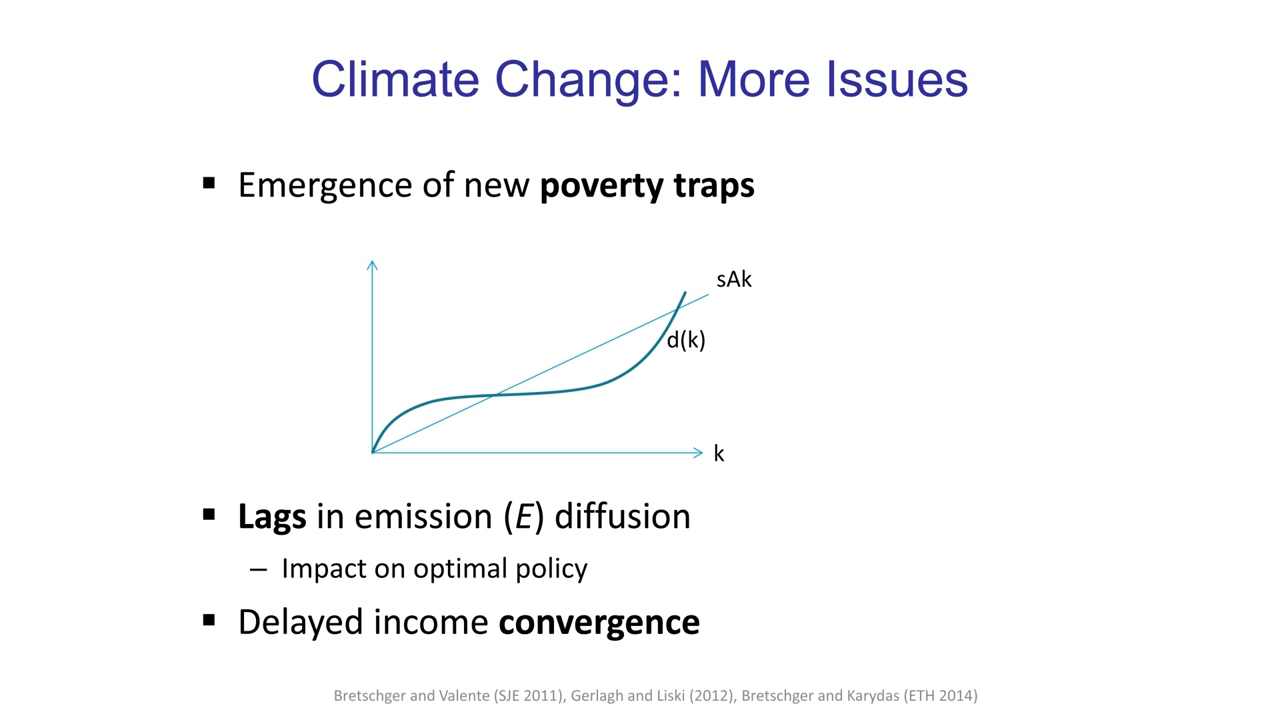 Climate Change: More Issues
▪ Emergence of new poverty traps
sAk
d(k)
k
▪ Lags in emission (E) diffusion
– Impact on optimal policy
▪ Delayed income convergence
Bretschger and Valente (SJE 2011), Gerlagh and Liski (2012), Bretschger and Karydas (ETH 2014)